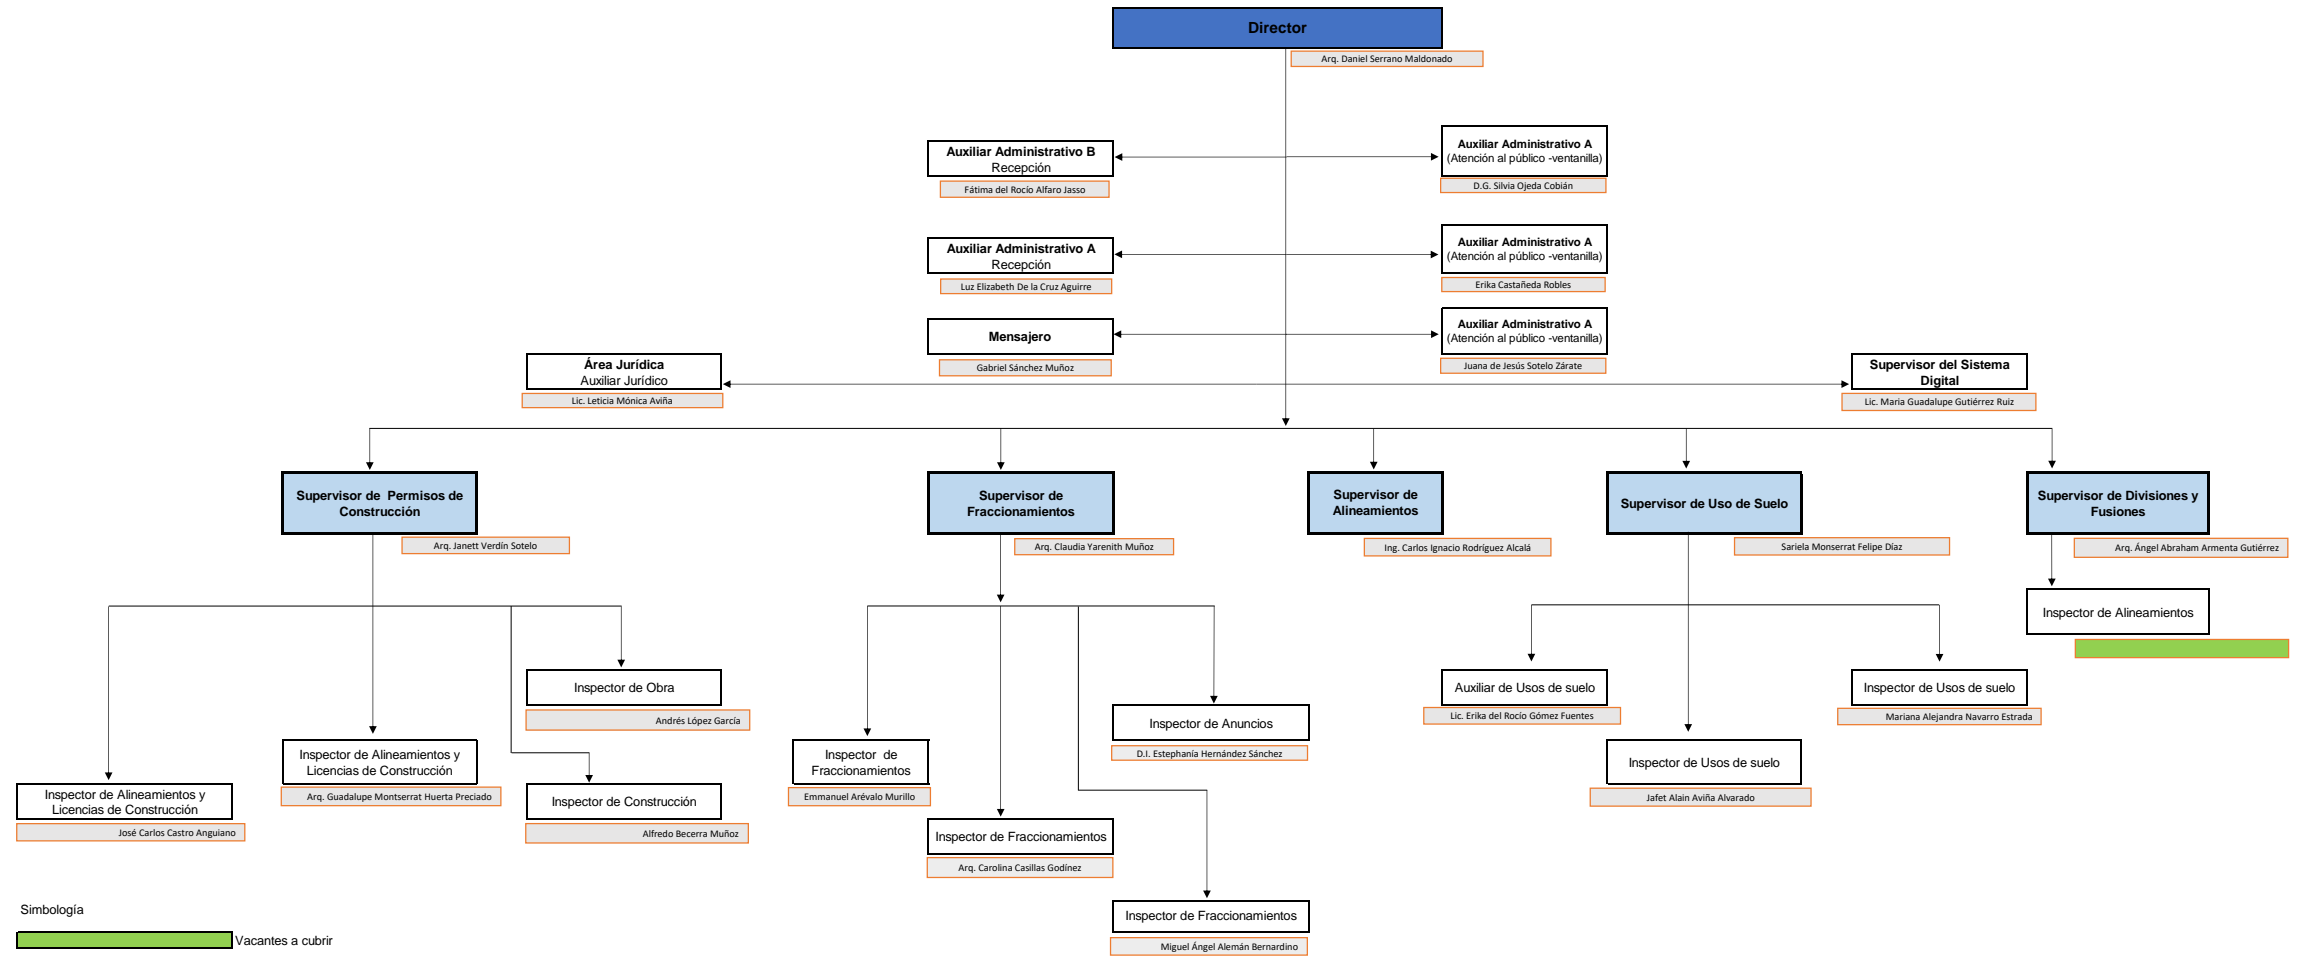 Director
Arq. Daniel Serrano Maldonado
Auxiliar Administrativo B
Recepción
Fátima del Rocío Alfaro Jasso
Auxiliar Administrativo A
(Atención al público -ventanilla)
D.G. Silvia Ojeda Cobián
Auxiliar Administrativo A
Recepción
Luz Elizabeth De la Cruz Aguirre
Auxiliar Administrativo A
(Atención al público -ventanilla)
Erika Castañeda Robles
Mensajero
Gabriel Sánchez Muñoz
Auxiliar Administrativo A
(Atención al público -ventanilla)
Juana de Jesús Sotelo Zárate
Área Jurídica
Auxiliar Jurídico
Lic. Leticia Mónica Aviña
Supervisor del Sistema
Digital
Lic. Maria Guadalupe Gutiérrez Ruiz
Supervisor de  Permisos de
Construcción
Arq. Janett Verdín Sotelo
Supervisor de
Fraccionamientos
Arq. Claudia Yarenith Muñoz
Supervisor de
Alineamientos
Ing. Carlos Ignacio Rodríguez Alcalá
Supervisor de Uso de Suelo
Sariela Monserrat Felipe Díaz
Supervisor de Divisiones y
Fusiones
Arq. Ángel Abraham Armenta Gutiérrez
Inspector de Alineamientos
Inspector de Obra
Andrés López García
Inspector de Alineamientos y
Licencias de Construcción
Arq. Guadalupe Montserrat Huerta Preciado
Inspector de Alineamientos y
Licencias de Construcción
José Carlos Castro Anguiano
Inspector de Construcción
Alfredo Becerra Muñoz
Inspector  de
Fraccionamientos
Emmanuel Arévalo Murillo
Inspector de Anuncios
D.I. Estephanía Hernández Sánchez
Inspector de Fraccionamientos
Arq. Carolina Casillas Godínez
Inspector de Fraccionamientos
Miguel Ángel Alemán Bernardino
Auxiliar de Usos de suelo
Lic. Erika del Rocío Gómez Fuentes
Inspector de Usos de suelo
Mariana Alejandra Navarro Estrada
Inspector de Usos de suelo
Jafet Alain Aviña Alvarado
Simbología
Vacantes a cubrir